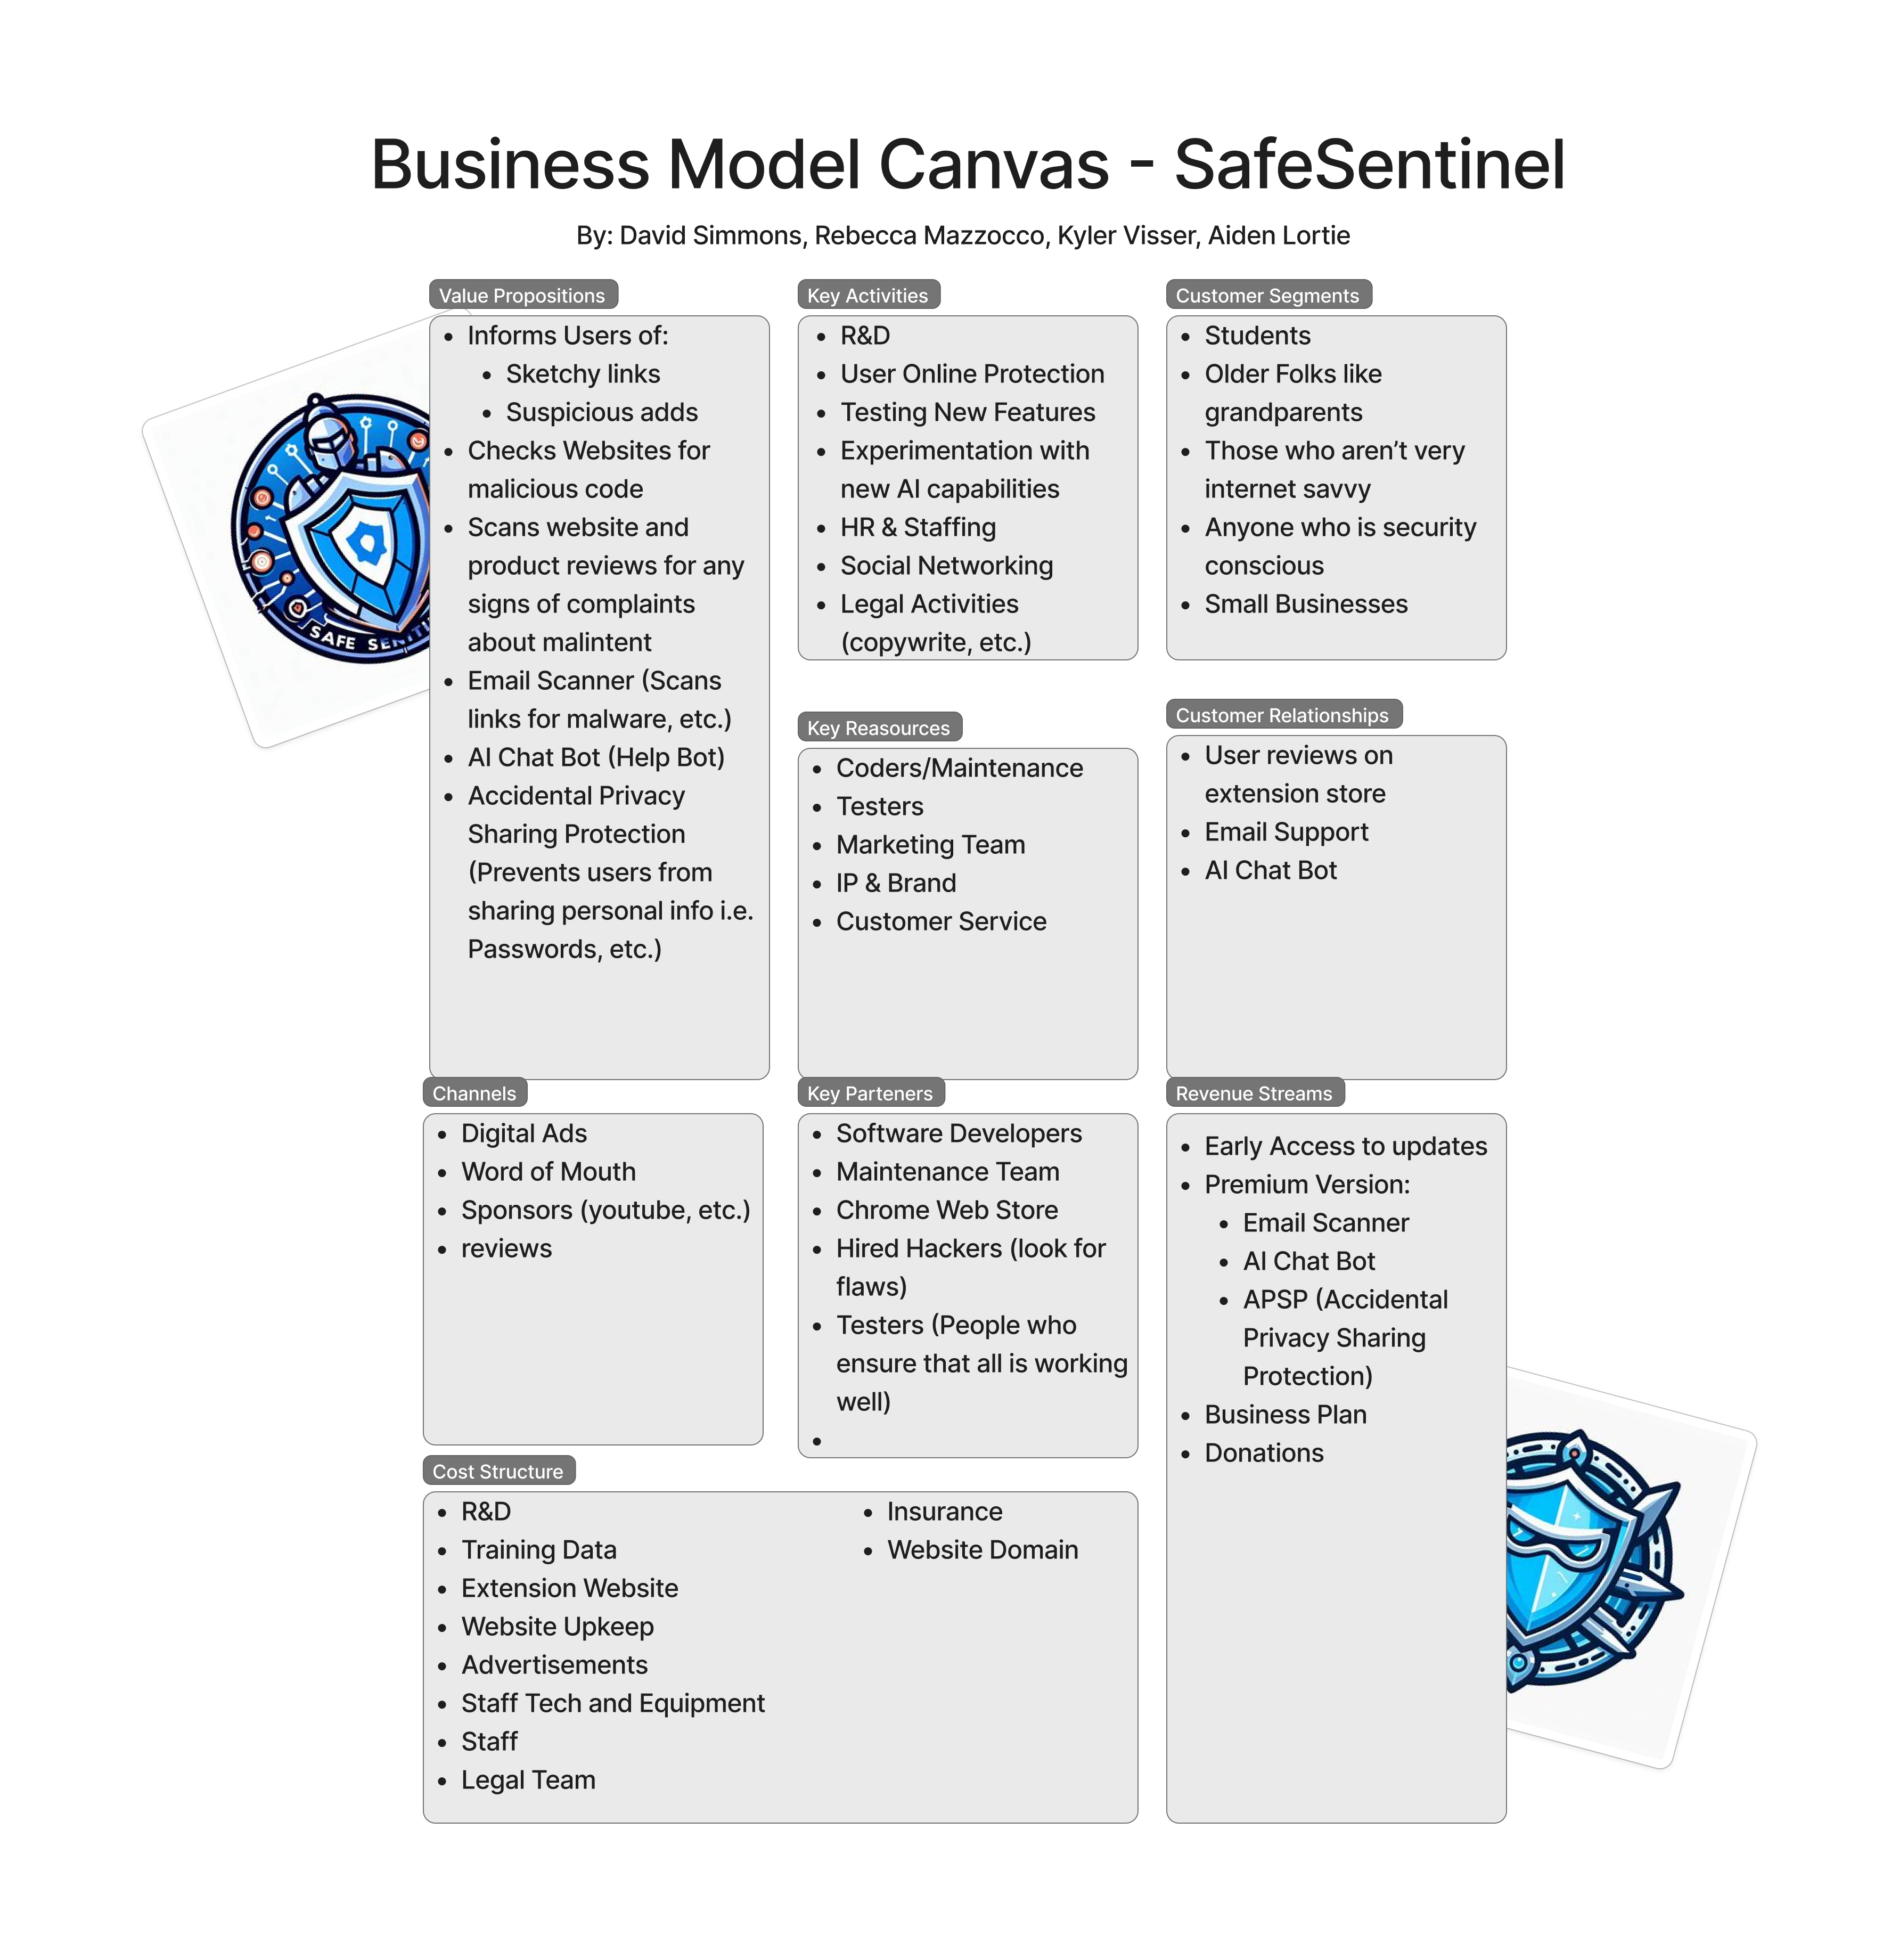 Business Model Canvas - SafeSentinel
By: David Simmons, Rebecca Mazzocco, Kyler Visser, Aiden Lortie
Value Propositions
• Informs Users of:
• Sketchy links
• Suspicious adds
• Checks Websites for
malicious code
• Scans website and
product reviews for any
signs of complaints
about malintent
• Email Scanner (Scans
links for malware, etc.)
• AI Chat Bot (Help Bot)
• Accidental Privacy
Sharing Protection
(Prevents users from
sharing personal info i.e.
Passwords, etc.)
Key Activities
• R&D
• User Online Protection
• Testing New Features
• Experimentation with
new AI capabilities
• HR & Staffing
• Social Networking
• Legal Activities
(copywrite, etc.)
Customer Segments
• Students
• Older Folks like
grandparents
• Those who aren’t very
internet savvy
• Anyone who is security
conscious
• Small Businesses
SAFE SENTI
Key Reasources
• Coders/Maintenance
• Testers
• Marketing Team
• IP & Brand
• Customer Service
Customer Relationships
• User reviews on
extension store
• Email Support
• AI Chat Bot
Channels
• Digital Ads
• Word of Mouth
• Sponsors (youtube, etc.)
• reviews
Key Parteners
• Software Developers
• Maintenance Team
• Chrome Web Store
• Hired Hackers (look for
flaws)
• Testers (People who
ensure that all is working
well)
•
Revenue Streams
• Early Access to updates
• Premium Version:
• Email Scanner
• AI Chat Bot
• APSP (Accidental
Privacy Sharing
Protection)
• Business Plan
• Donations
Cost Structure
• R&D
• Training Data
• Extension Website
• Website Upkeep
• Advertisements
• Staff Tech and Equipment
• Staff
• Legal Team
• Insurance
• Website Domain